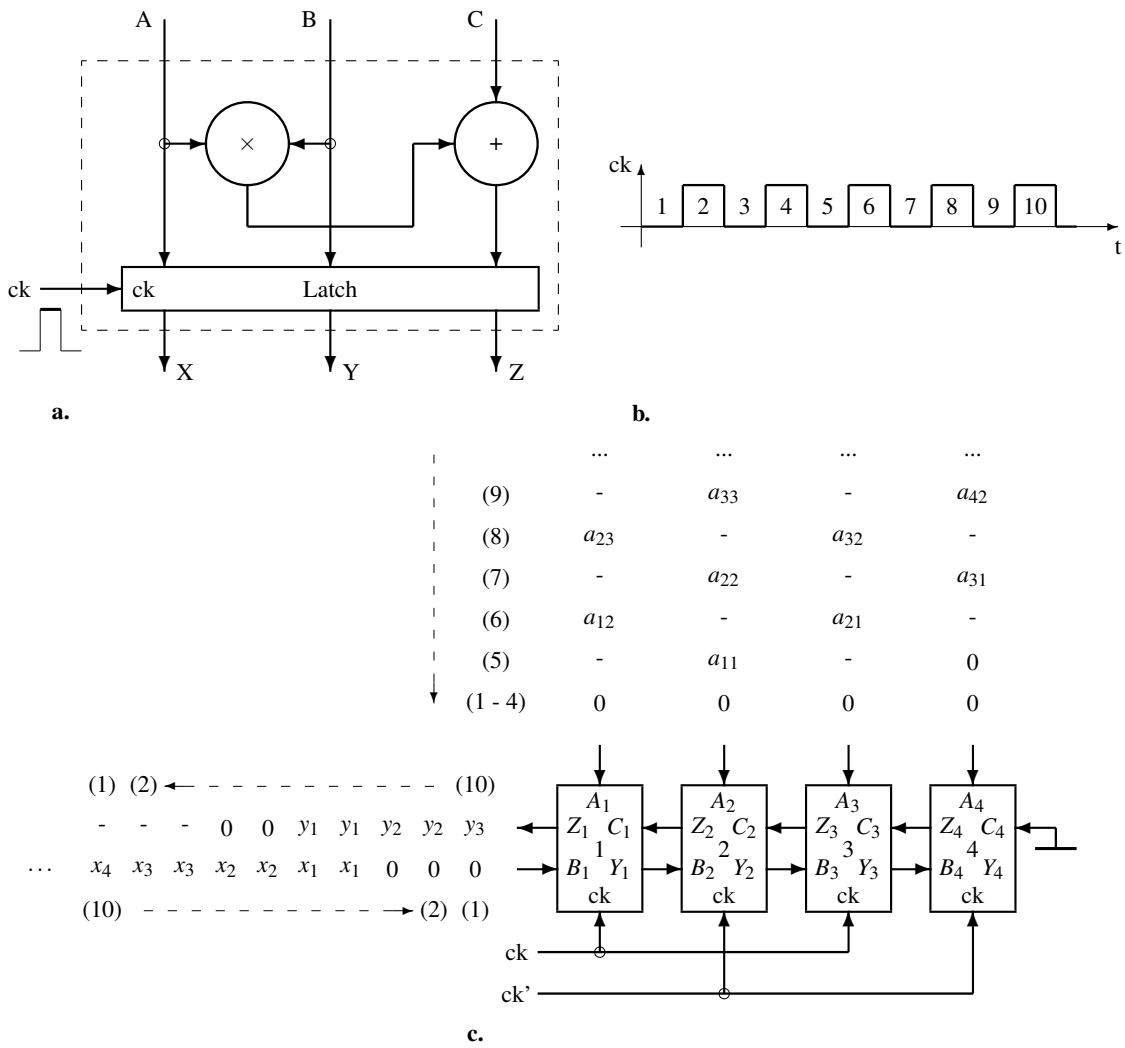 A B C
× +
ck ck Latch
X Y Z
a.
ck
1 2 3 4 5 6 7 8 9 10
t
b.
... ... ... ...
(9) - a33 - a42
(8) a23 - a32 -
(7) - a22 - a31
(6) a12 - a21 -
(5) - a11 - 0
(1 - 4) 0 0 0 0
(1) (2) (10)
- - - 0 0 y1 y1 y2 y2 y3
... x4 x3 x3 x2 x2 x1 x1 0 0 0
(10) (2) (1)
A1 A2 A3 A4
Z1 C1 Z2 C2 Z3 C3 Z4 C4
1 2 3 4
B1 Y1 B2 Y2 B3 Y3 B4 Y4
ck ck ck ck
ck
ck'
c.